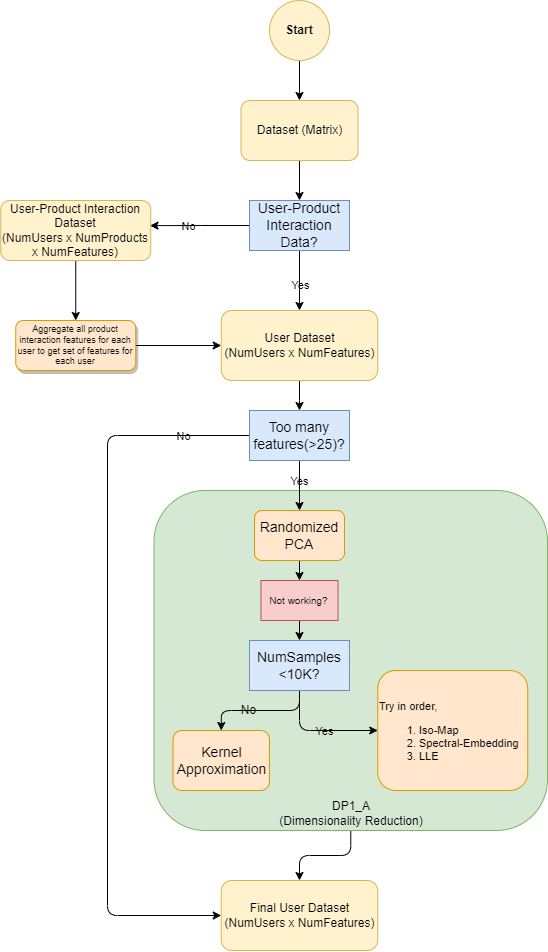 Start
Dataset (Matrix)
User-Product
Interaction
Data?
No
User-Product Interaction
Dataset
(NumUsers x NumProducts
x NumFeatures)
Yes
Aggregate all product
interaction features for each
user to get set of features for
each user
User Dataset
(NumUsers x NumFeatures)
Too many
features(>25)?
No
Yes
Randomized
PCA
Not working?
NumSamples
<10K?
No
Yes
Kernel
Approximation
Try in order,
1. Iso-Map
2. Spectral-Embedding
3. LLE
DP1_A
(Dimensionality Reduction)
Final User Dataset
(NumUsers x NumFeatures)